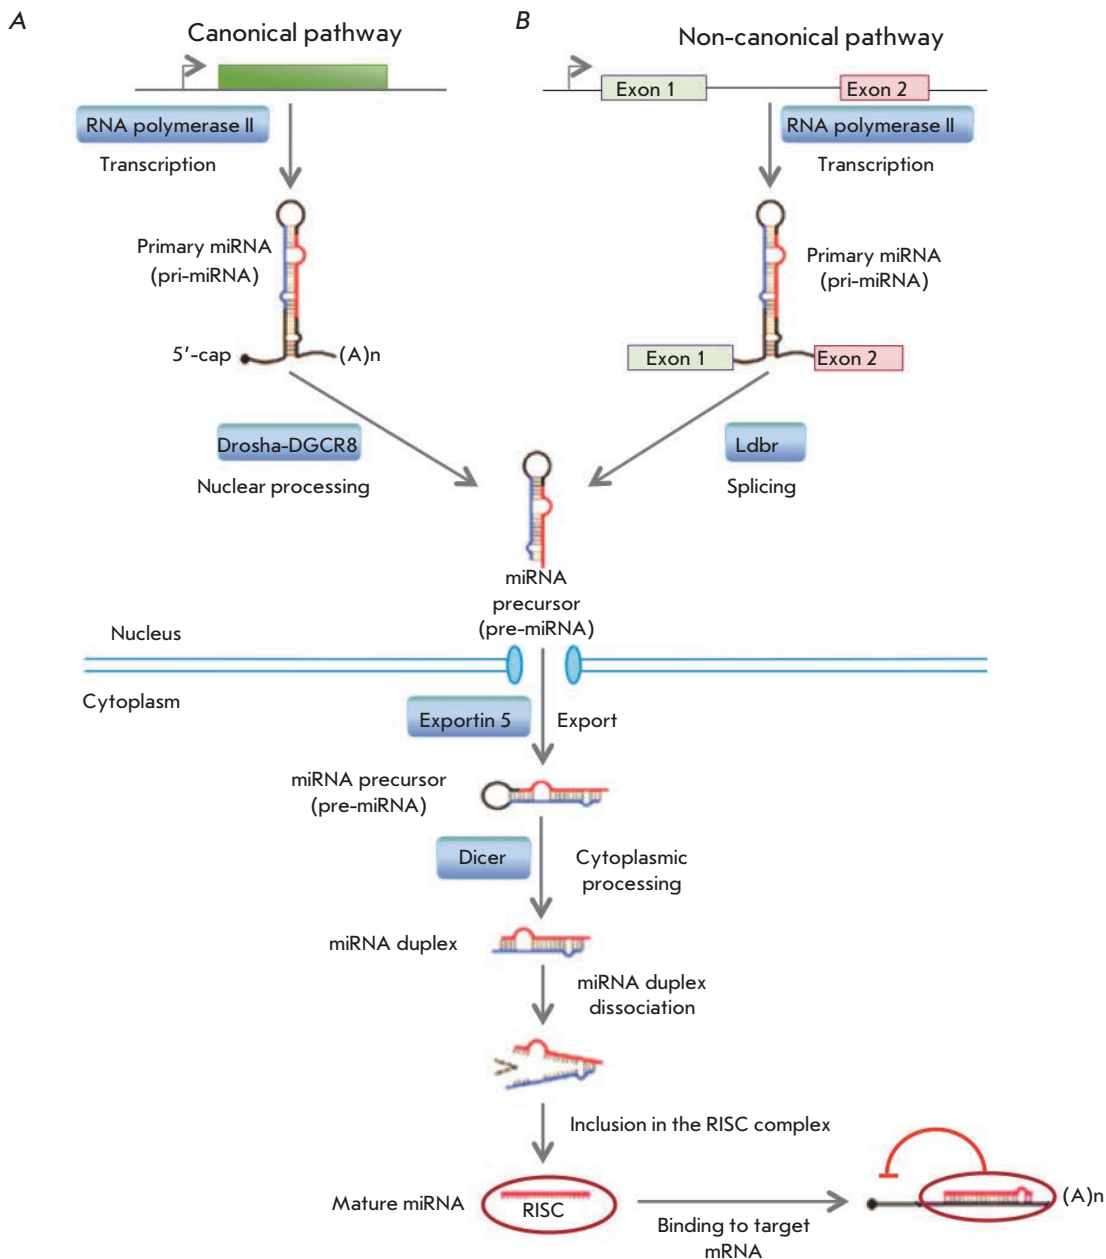 A
Canonical pathway
RNA polymerase II
Transcription
Primary miRNA
(pri-miRNA)
5'-cap
(A)n
Drosha-DGCR8
Nuclear processing
B
Non-canonical pathway
Exon 1
Exon 2
RNA polymerase II
Transcription
Primary miRNA
(pri-miRNA)
Exon 1
Exon 2
Ldbr
Splicing
miRNA
precursor
(pre-miRNA)
Nucleus
Cytoplasm
Exportin 5
Export
miRNA precursor
(pre-miRNA)
Dicer
Cytoplasmic
processing
miRNA duplex
miRNA duplex
dissociation
Inclusion in the RISC complex
Mature miRNA
RISC
Binding to target
mRNA
(A)n